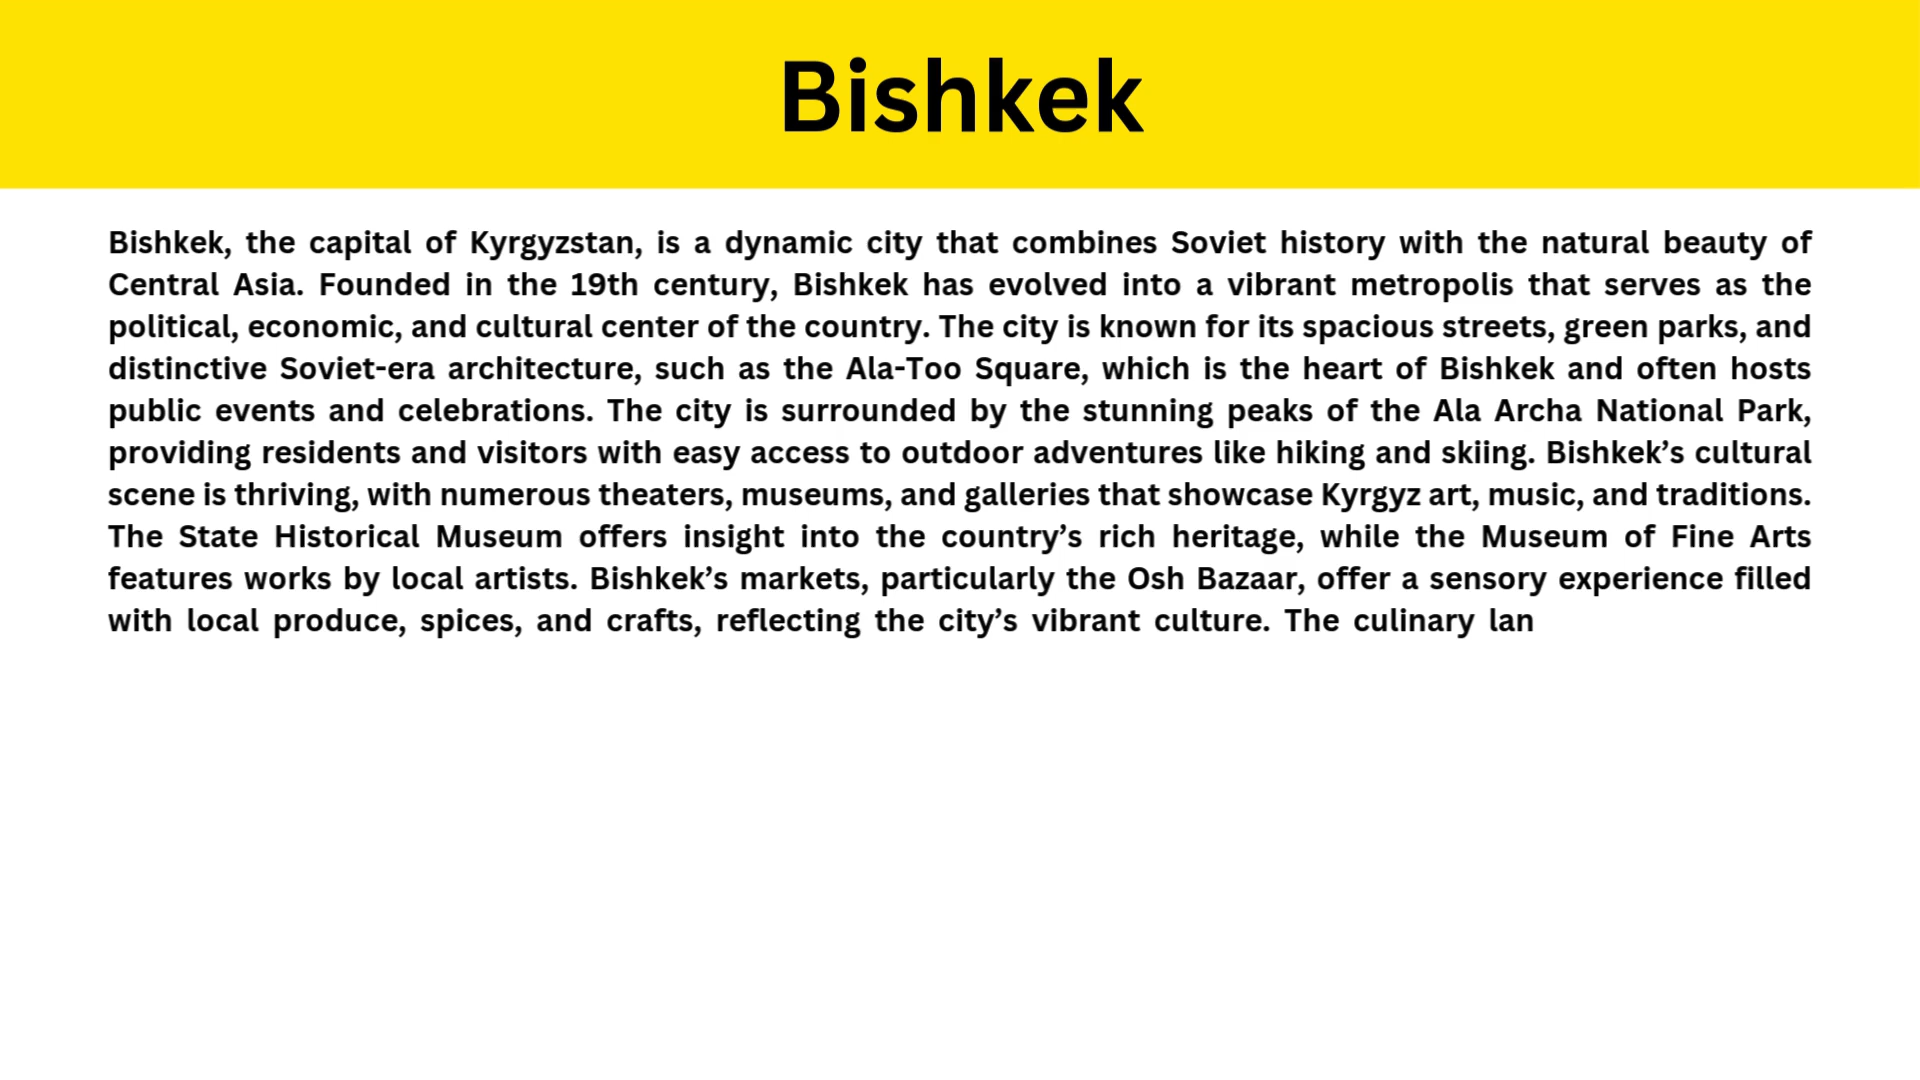 Bishkek
Bishkek, the capital of Kyrgyzstan, is a dynamic city that combines Soviet history with the natural beauty of
Central Asia. Founded in the 19th century, Bishkek has evolved into a vibrant metropolis that serves as the
political, economic, and cultural center of the country. The city is known for its spacious streets, green parks, and
distinctive Soviet-era architecture, such as the Ala-Too Square, which is the heart of Bishkek and often hosts
public events and celebrations. The city is surrounded by the stunning peaks of the Ala Archa National Park,
providing residents and visitors with easy access to outdoor adventures like hiking and skiing. Bishkek’s cultural
scene is thriving, with numerous theaters, museums, and galleries that showcase Kyrgyz art, music, and traditions.
The State Historical Museum offers insight into the country’s rich heritage, while the Museum of Fine Arts
features works by local artists. Bishkek’s markets, particularly the Osh Bazaar, offer a sensory experience filled
with local produce, spices, and crafts, reflecting the city’s vibrant culture. The culinary lan